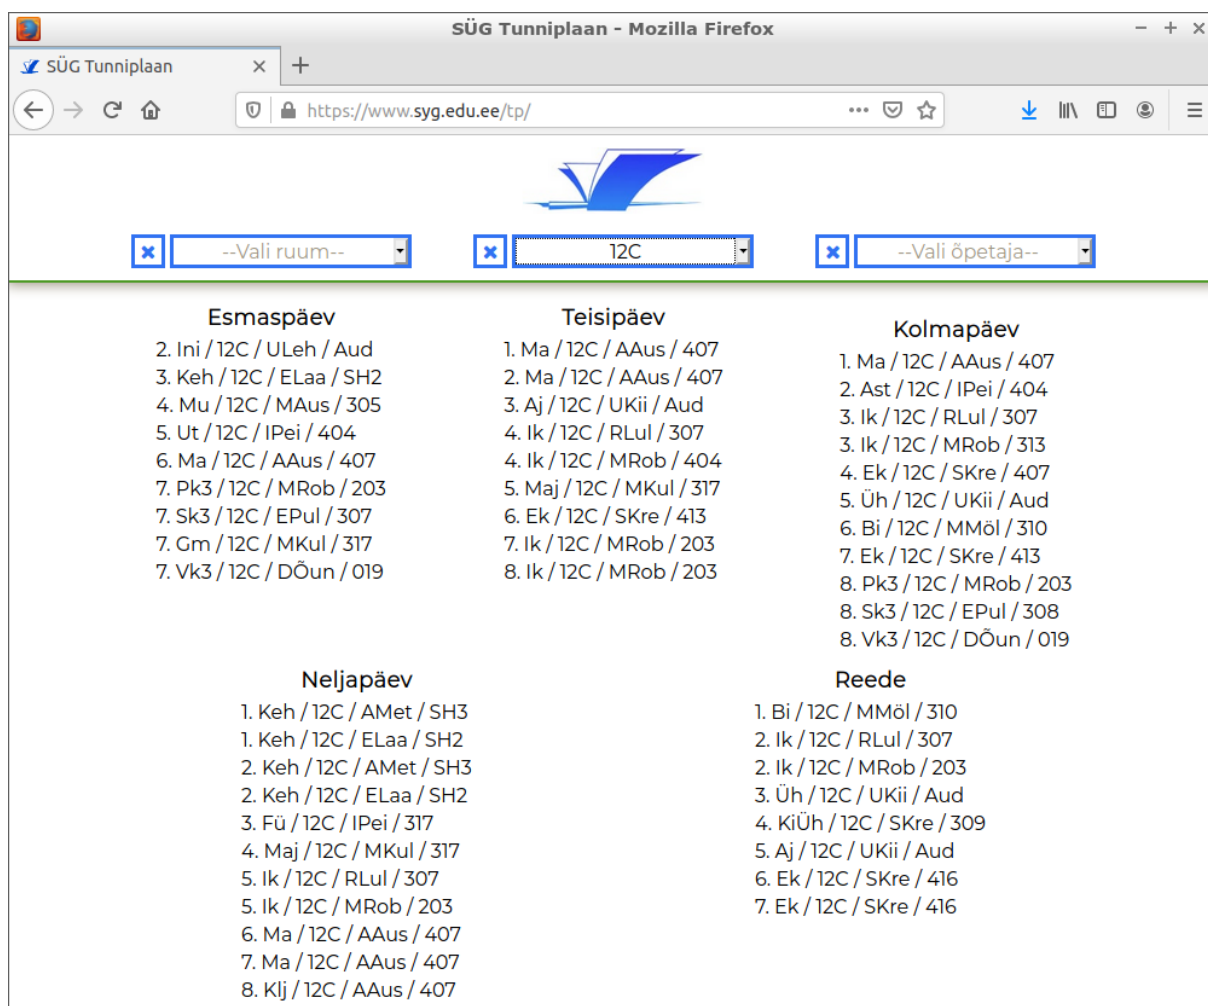 SÜG Tunniplaan - Mozilla Firefox
SÜG Tunniplaan
https://www.syg.edu.ee/tp/
--Vali ruum--
12C
--Vali õpetaja--
Esmaspäev
2. Ini / 12C / ULeh / Aud
3. Keh / 12C / ELaa / SH2
4. Mu / 12C / MAus / 305
5. Ut / 12C / IPei / 404
6. Ma / 12C / AAus / 407
7. Pk3 / 12C / MRob / 203
7. Sk3 / 12C / EPul / 307
7. Gm / 12C / MKul / 317
7. Vk3 / 12C / DÕun / 019
Teisipäev
1. Ma / 12C / AAus / 407
2. Ma / 12C / AAus / 407
3. Aj / 12C / UKii / Aud
4. Ik / 12C / RLul / 307
4. Ik / 12C / MRob / 404
5. Maj / 12C / MKul / 317
6. Ek / 12C / SKre / 413
7. Ik / 12C / MRob / 203
8. Ik / 12C / MRob / 203
Kolmapäev
1. Ma / 12C / AAus / 407
2. Ast / 12C / IPei / 404
3. Ik / 12C / RLul / 307
3. Ik / 12C / MRob / 313
4. Ek / 12C / SKre / 407
5. Üh / 12C / UKii / Aud
6. Bi / 12C / MMöl / 310
7. Ek / 12C / SKre / 413
8. Pk3 / 12C / MRob / 203
8. Sk3 / 12C / EPul / 308
8. Vk3 / 12C / DÕun / 019
Neljapäev
1. Keh / 12C / AMet / SH3
1. Keh / 12C / ELaa / SH2
2. Keh / 12C / AMet / SH3
2. Keh / 12C / ELaa / SH2
3. Fü / 12C / IPei / 317
4. Maj / 12C / MKul / 317
5. Ik / 12C / RLul / 307
5. Ik / 12C / MRob / 203
6. Ma / 12C / AAus / 407
7. Ma / 12C / AAus / 407
8. Klj / 12C / AAus / 407
Reede
1. Bi / 12C / MMöl / 310
2. Ik / 12C / RLul / 307
2. Ik / 12C / MRob / 203
3. Üh / 12C / UKii / Aud
4. KiÜh / 12C / SKre / 309
5. Aj / 12C / UKii / Aud
6. Ek / 12C / SKre / 416
7. Ek / 12C / SKre / 416